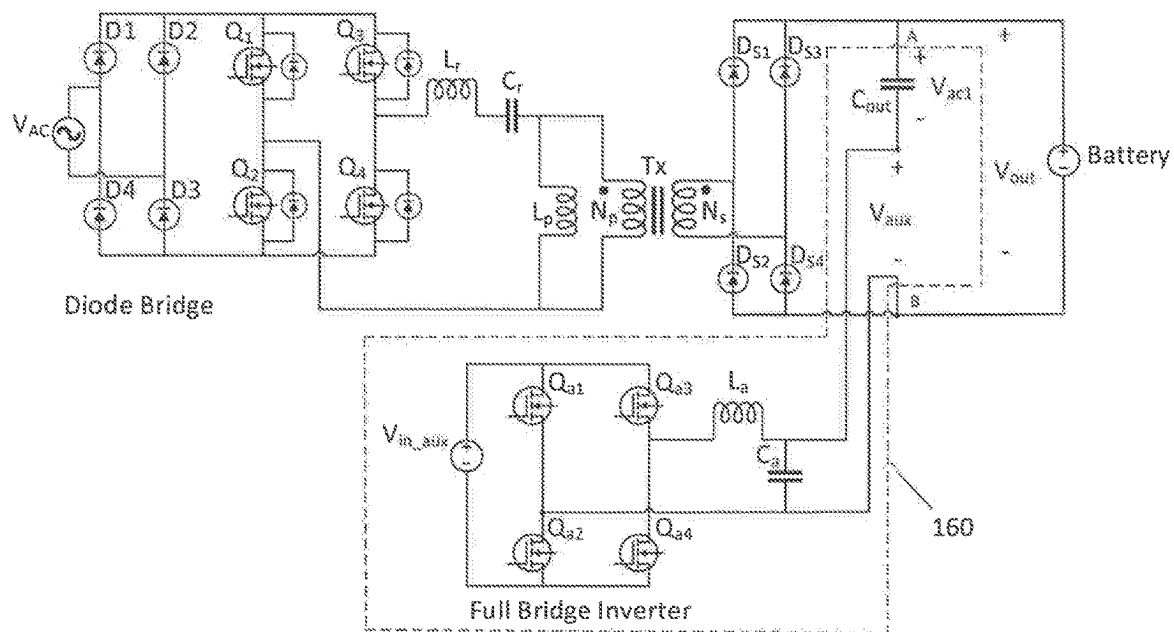 D1
D2
Q1
Q3
Lr
Cr
VAC
D4
D3
Q2
Q4
Lp
Np
Tx
Ns
DS1
DS3
DS2
DS4
A
+
Vac1
-
Cout
+
Vaux
-
B
+
Vout
-
+
-
Battery
Diode Bridge
Vin_aux
+
-
Qa1
Qa3
La
Ca
Qa2
Qa4
160
Full Bridge Inverter